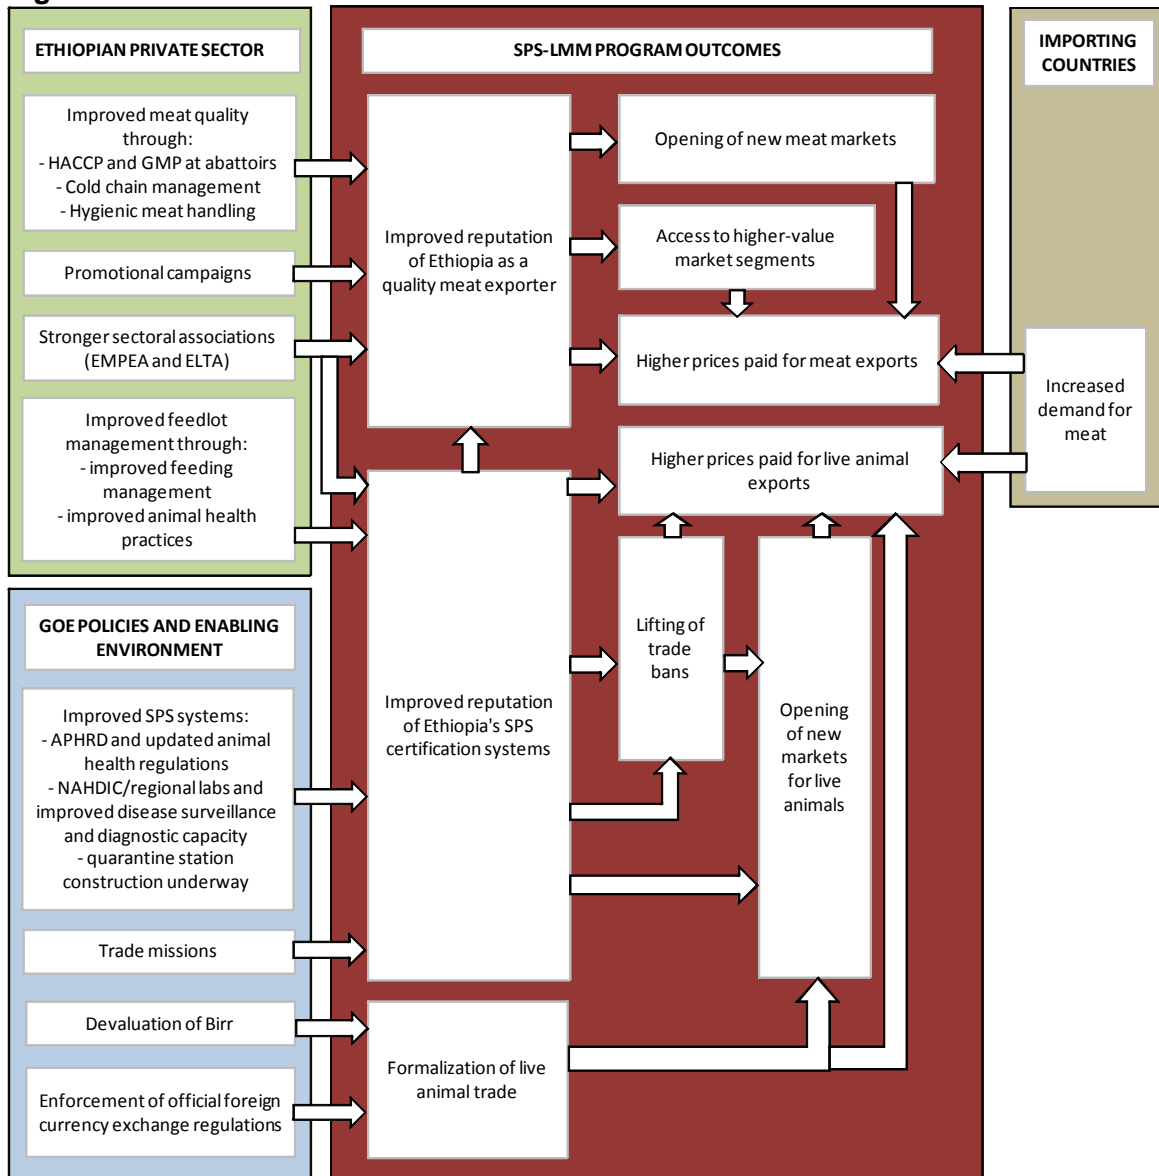 ETHIOPIAN PRIVATE SECTOR
Improved meat quality
through:
- HACCP and GMP at abattoirs
- Cold chain management
- Hygienic meat handling
Promotional campaigns
Stronger sectoral associations
(EMPEA and ELTA)
Improved feedlot
management through:
- improved feeding
management
- improved animal health
practices
GOE POLICIES AND ENABLING
ENVIRONMENT
Improved SPS systems:
- APHRD and updated animal
health regulations
- NAHDIC/regional labs and
improved disease surveillance
and diagnostic capacity
- quarantine station
construction underway
Trade missions
Devaluation of Birr
Enforcement of official foreign
currency exchange regulations
SPS-LMM PROGRAM OUTCOMES
Improved reputation
of Ethiopia as a
quality meat exporter
Opening of new meat markets
Access to higher-value
market segments
Higher prices paid for meat exports
Higher prices paid for live animal
exports
Improved reputation
of Ethiopia's SPS
certification systems
Lifting of
trade
bans
Opening
of new
markets
for live
animals
Formalization of live
animal trade
IMPORTING
COUNTRIES
Increased
demand for
meat